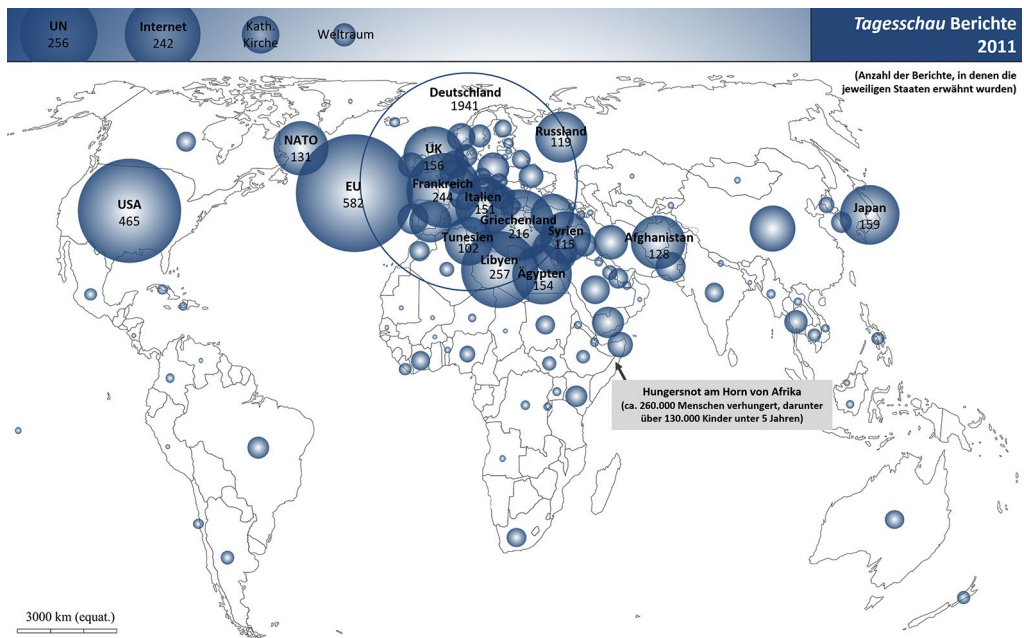 UN
256
Internet
242
Kath.
Kirche
Weltraum
Tagesschau Berichte
2011
(Anzahl der Berichte, in denen die
jeweiligen Staaten erwähnt wurden)
Deutschland
1941
Russland
119
NATO
131
UK
156
EU
582
Frankreich
244
Italien
151
USA
465
Griechenland
216
Japan
159
Syrien
115
Tunesien
102
Afghanistan
128
Libyen
257
Ägypten
154
Hungersnot am Horn von Afrika
(ca. 260.000 Menschen verhungert, darunter
über 130.000 Kinder unter 5 Jahren)
3000 km (equat.)